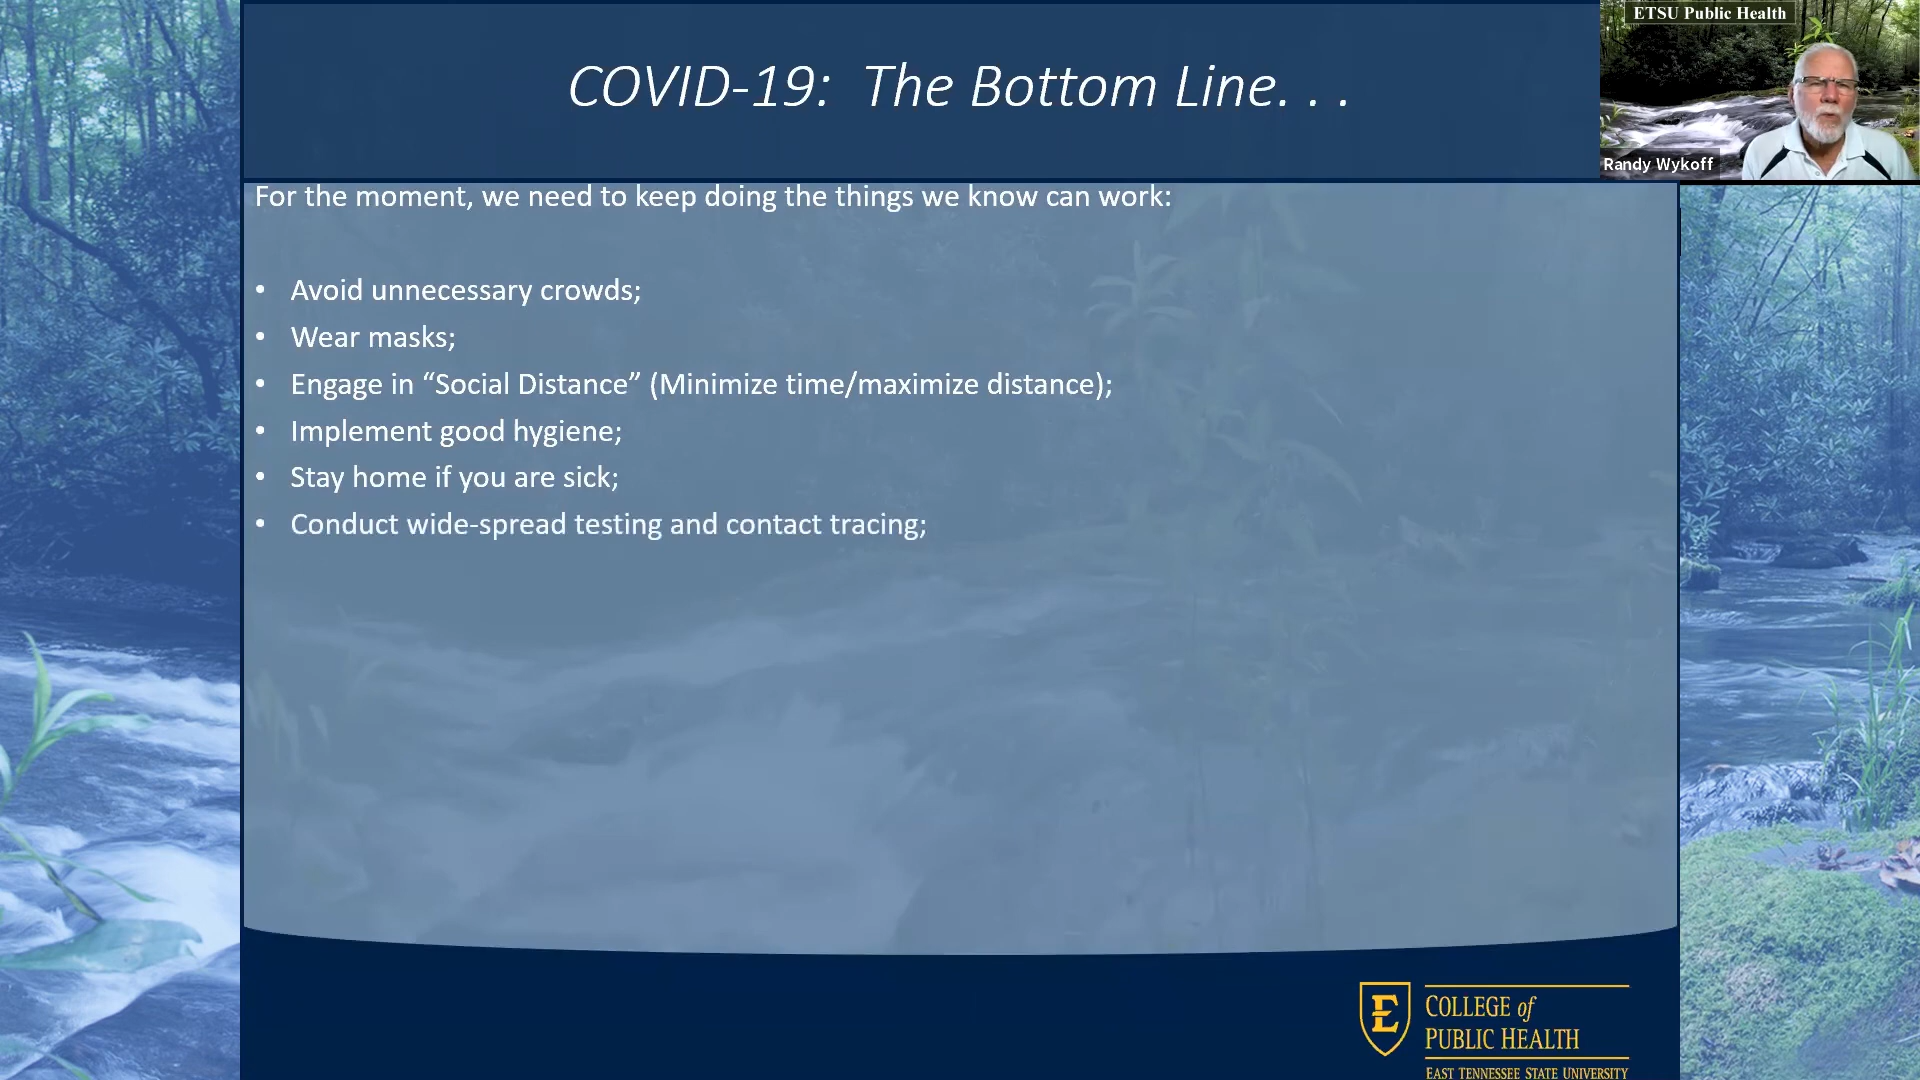 COVID-19: The Bottom Line. . .
ETSU Public Health
Randy Wykoff
For the moment, we need to keep doing the things we know can work:
• Avoid unnecessary crowds;
• Wear masks;
• Engage in “Social Distance” (Minimize time/maximize distance);
• Implement good hygiene;
• Stay home if you are sick;
• Conduct wide-spread testing and contact tracing;
E
COLLEGE of
PUBLIC HEALTH
EAST TENNESSEE STATE UNIVERSITY